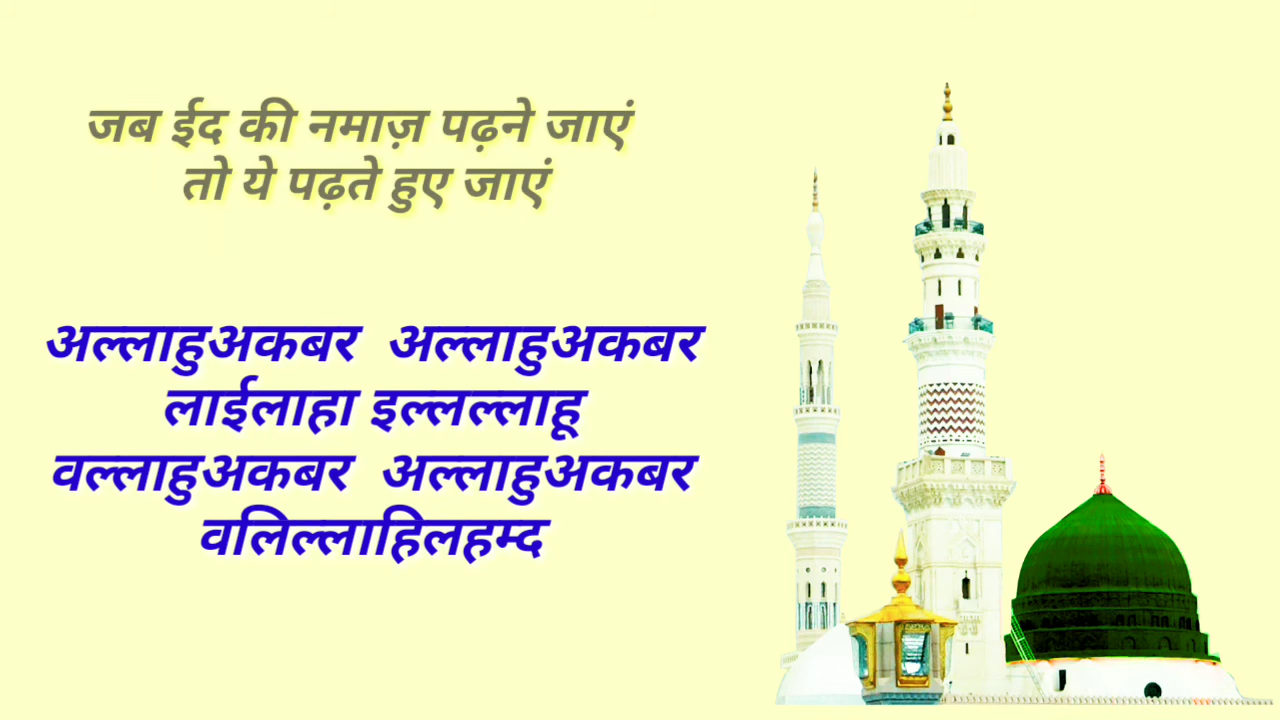 जब ईद की नमाज़ पढ़ने जाएं
तो ये पढ़ते हुए जाएं
अल्लाहुअकबर अल्लाहुअकबर
लाईलाहा इल्लल्लाहू
वल्लाहुअकबर अल्लाहुअकबर
वलिल्लाहिलहम्द